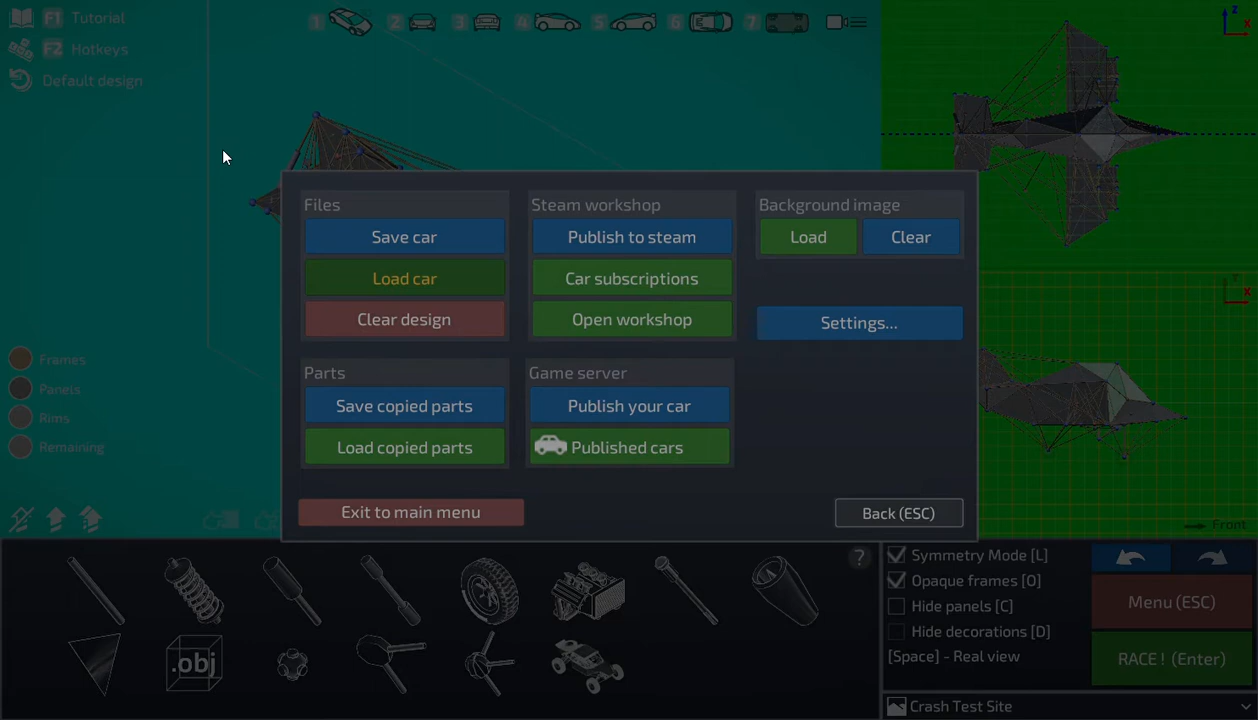 F1 Tutorial
F2 Hotkeys
Default design
1 2 3 4 5 6 7
Z
X
Files
Save car
Load car
Clear design
Steam workshop
Publish to steam
Car subscriptions
Open workshop
Background image
Load Clear
Settings...
Parts
Save copied parts
Load copied parts
Game server
Publish your car
Published cars
Exit to main menu
Back (ESC)
Frames
Panels
Rims
Remaining
X
Front
?
.obj
Symmetry Mode [L]
Opaque frames [O]
Hide panels [C]
Hide decorations [D]
[Space] - Real view
Menu (ESC)
RACE! (Enter)
Crash Test Site